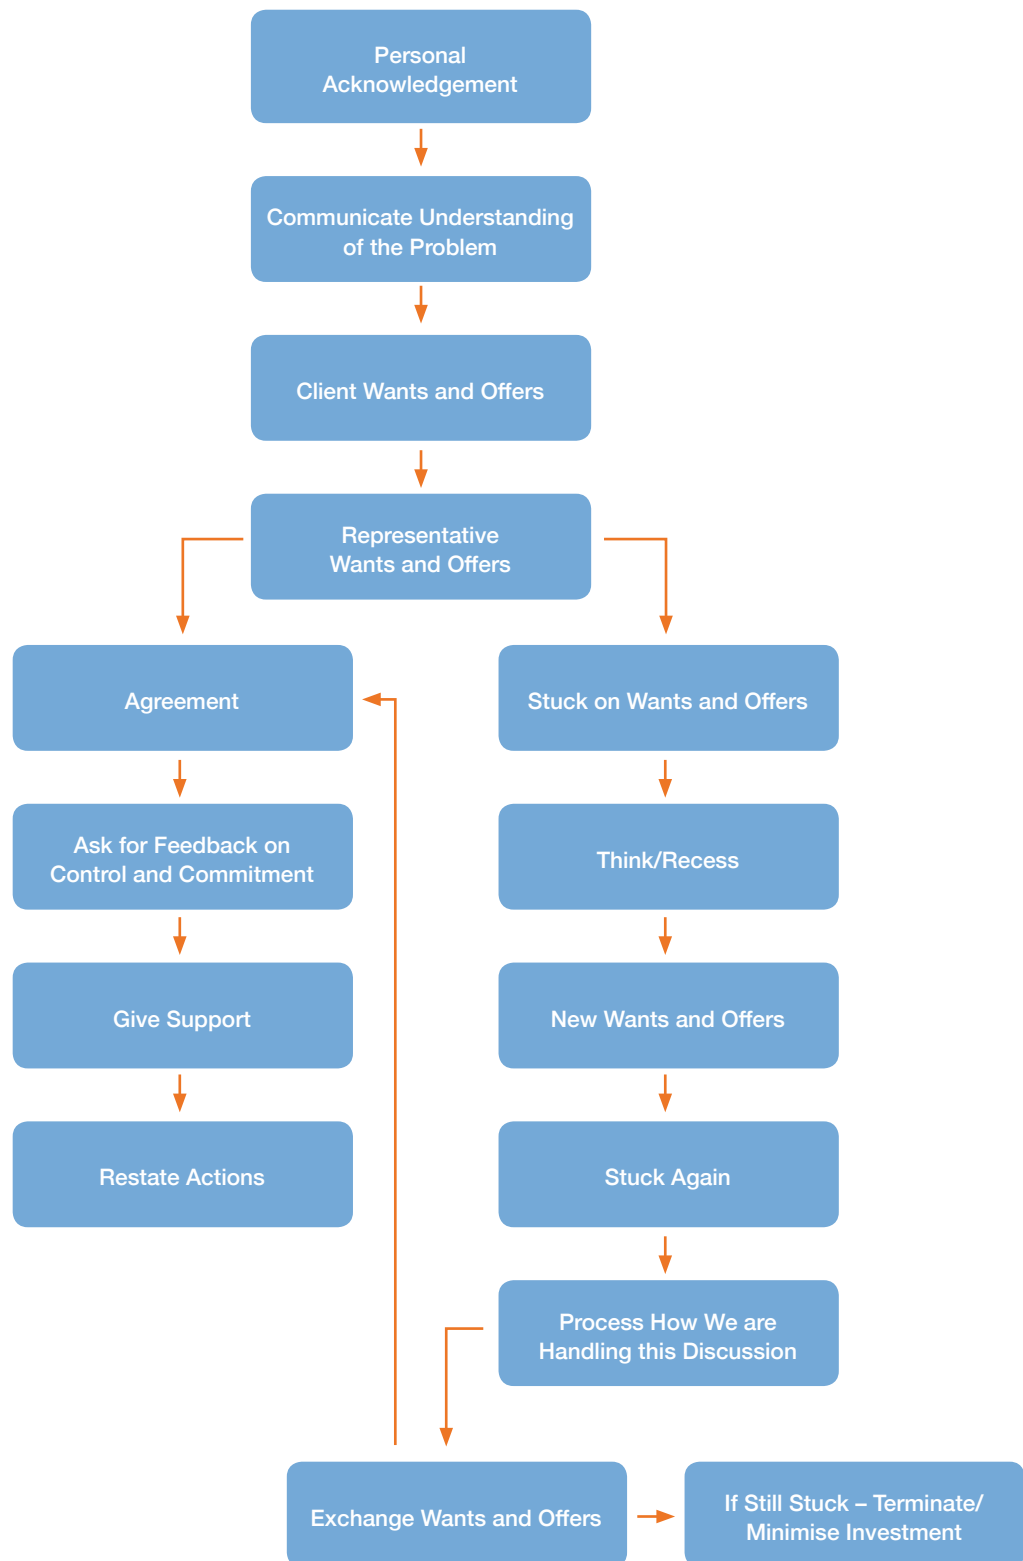 Personal
Acknowledgement
Communicate Understanding
of the Problem
Client Wants and Offers
Representative
Wants and Offers
Agreement
Stuck on Wants and Offers
Ask for Feedback on
Control and Commitment
Think/Recess
Give Support
New Wants and Offers
Restate Actions
Stuck Again
Process How We are
Handling this Discussion
Exchange Wants and Offers
If Still Stuck – Terminate/
Minimise Investment